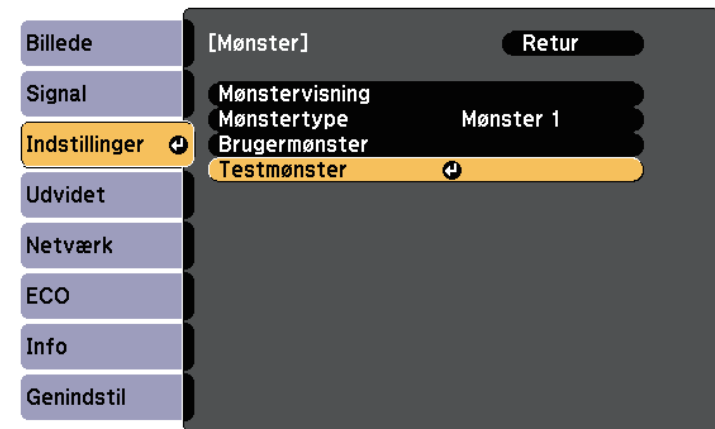 Billede
Signal
Indstillinger
Udvidet
Netværk
ECO
Info
Genindstil
[Mønster] Retur
Mønstervisning
Mønstertype Mønster 1
Brugermønster
Testmønster